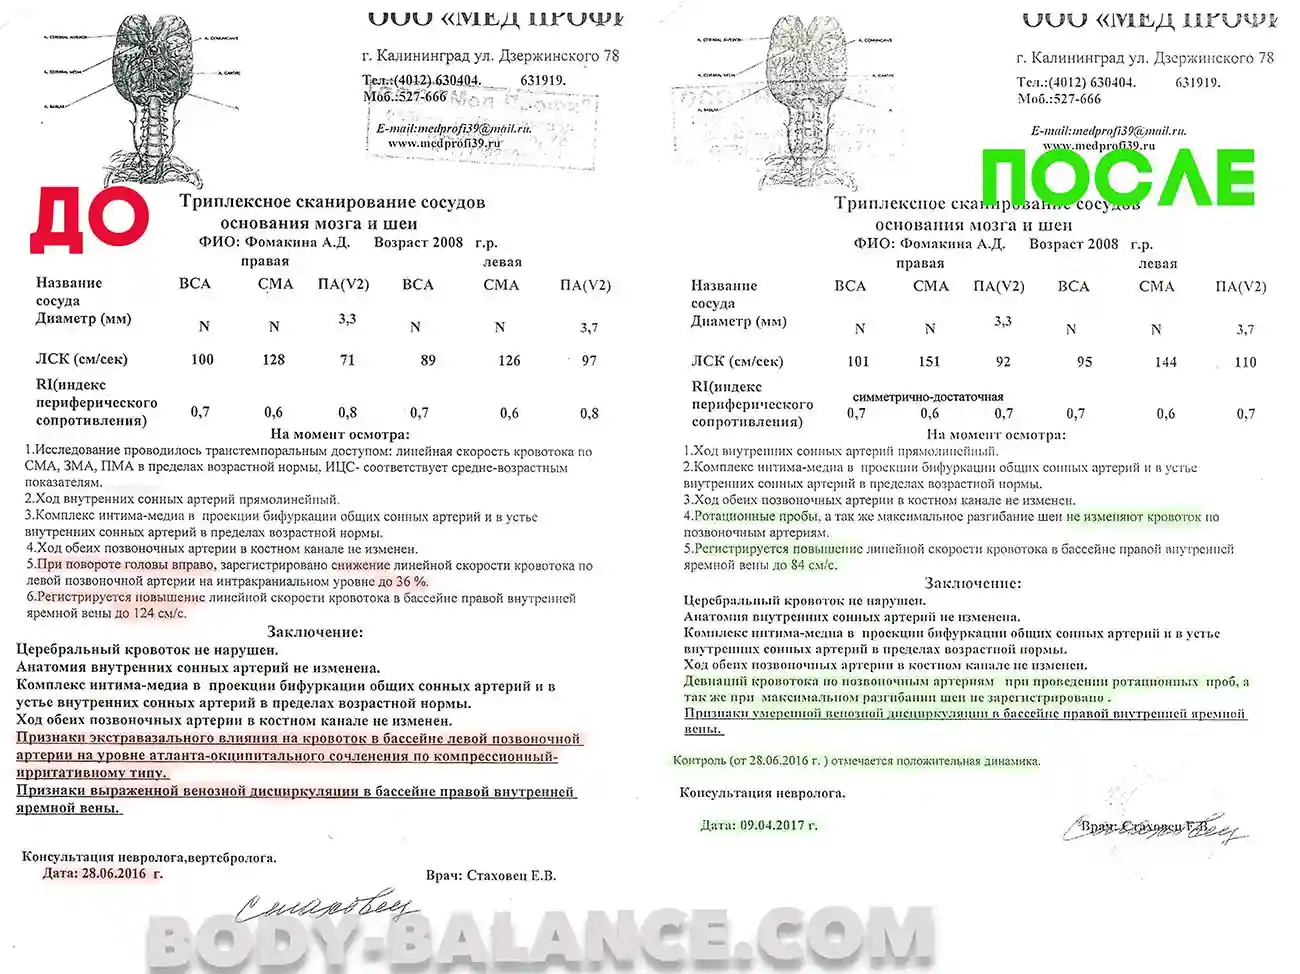 ООО «МЕД ПРОФИ
г. Калининград ул. Дзержинского 78
Тел.:(4012) 630404. 631919.
Моб.:527-666
E-mail:medprofi39@mail.ru.
www.medprofi39.ru
ДО
Триплексное сканирование сосудов
основания мозга и шеи
ФИО: Фомакина А.Д. Возраст 2008 г.р.
правая левая
Название ВСА СМА ПА(V2) ВСА СМА ПА(V2)
сосуда
Диаметр (мм) N N 3,3 N N 3,7
ЛСК (см/сек) 100 128 71 89 126 97
RI(индекс
периферического
сопротивления) 0,7 0,6 0,8 0,7 0,6 0,8
На момент осмотра:
1.Исследование проводилось транстемпоральным доступом: линейная скорость кровотока по
СМА, ЗМА, ПМА в пределах возрастной нормы. ИЦС- соответствует средне-возрастным
показателям.
2.Ход внутренних сонных артерий прямолинейный.
3.Комплекс интима-медиа в проекции бифуркации общих сонных артерий и в устье
внутренних сонных артерий в пределах возрастной нормы.
4.Ход обеих позвоночных артерии в костном канале не изменен.
5.При повороте головы вправо, зарегистрировано снижение линейной скорости кровотока по
левой позвоночной артерии на интракраниальном уровне до 36 %.
6.Регистрируется повышение линейной скорости кровотока в бассейне правой внутренней
яремной вены до 124 см/с.
Заключение:
Церебральный кровоток не нарушен.
Анатомия внутренних сонных артерий не изменена.
Комплекс интима-медиа в проекции бифуркации общих сонных артерий и в
устье внутренних сонных артерий в пределах возрастной нормы.
Ход обеих позвоночных артерии в костном канале не изменен.
Признаки экстравазального влияния на кровоток в бассейне левой позвоночной
артерии на уровне атланта-окципитального сочленения по компрессионный-
ирритативному типу.
Признаки выраженной венозной дисциркуляции в бассейне правой внутренней
яремной вены.
Консультация невролога,вертебролога.
Дата: 28.06.2016 г. Врач: Стаховец Е.В.
Стаховец
ООО «МЕД ПРОФИ
г. Калининград ул. Дзержинского 78
Тел.:(4012) 630404. 631919.
Моб.:527-666
E-mail:medprofi39@mail.ru.
www.medprofi39.ru
ПОСЛЕ
Триплексное сканирование сосудов
основания мозга и шеи
ФИО: Фомакина А.Д. Возраст 2008 г.р.
правая левая
Название ВСА СМА ПА(V2) ВСА СМА ПА(V2)
сосуда
Диаметр (мм) N N 3,3 N N 3,7
ЛСК (см/сек) 101 151 92 95 144 110
RI(индекс
периферического симметрично-достаточная
сопротивления) 0,7 0,6 0,7 0,7 0,6 0,7
На момент осмотра:
1.Ход внутренних сонных артерий прямолинейный.
2.Комплекс интима-медиа в проекции бифуркации общих сонных артерий и в устье
внутренних сонных артерий в пределах возрастной нормы.
3.Ход обеих позвоночных артерии в костном канале не изменен.
4.Ротационные пробы, а так же максимальное разгибание шеи не изменяют кровоток по
позвоночным артериям.
5.Регистрируется повышение линейной скорости кровотока в бассейне правой внутренней
яремной вены до 84 см/с.
Заключение:
Церебральный кровоток не нарушен.
Анатомия внутренних сонных артерий не изменена.
Комплекс интима-медиа в проекции бифуркации общих сонных артерий и в устье
внутренних сонных артерий в пределах возрастной нормы.
Ход обеих позвоночных артерии в костном канале не изменен.
Девиаций кровотока по позвоночным артериям при проведении ротационных проб, а
так же при максимальном разгибании шеи не зарегистрировано .
Признаки умеренной венозной дисциркуляции в бассейне правой внутренней яремной
вены.
Контроль (от 28.06.2016 г. ) отмечается положительная динамика.
Консультация невролога.
Дата: 09.04.2017 г. Врач: Стаховец Е.В.
BODY-BALANCE.COM